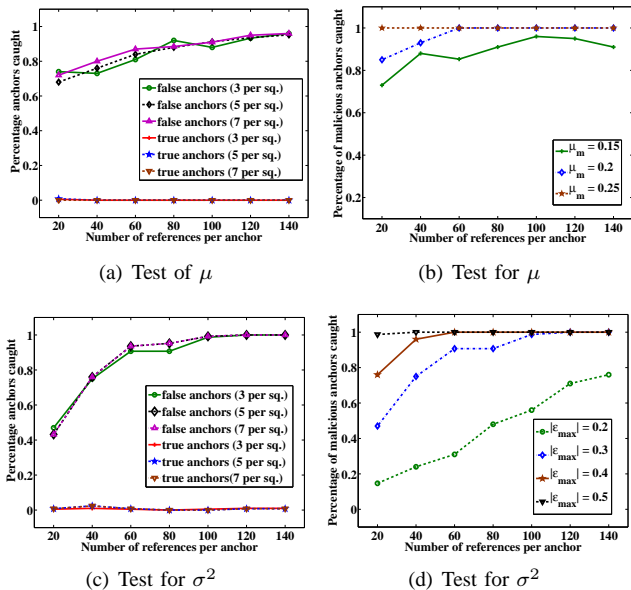 Percentage anchors caught
1
0.8
0.6
0.4
0.2
0
20 40 60 80 100 120 140
Number of references per anchor
false anchors (3 per sq.)
false anchors (5 per sq.)
false anchors (7 per sq.)
true anchors (3 per sq.)
true anchors (5 per sq.)
true anchors (7 per sq.)
(a) Test of μ
Percentage of malicious anchors caught
1
0.8
0.6
0.4
0.2
20 40 60 80 100 120 140
Number of references per anchor
μ_m = 0.15
μ_m = 0.2
μ_m = 0.25
(b) Test for μ
Percentage anchors caught
1
0.8
0.6
0.4
0.2
0
20 40 60 80 100 120 140
Number of references per anchor
false anchors (3 per sq.)
false anchors (5 per sq.)
false anchors (7 per sq.)
true anchors (3 per sq.)
true anchors (5 per sq.)
true anchors(7 per sq.)
(c) Test for σ²
Percentage of malicious anchors caught
1
0.8
0.6
0.4
0.2
0
20 40 60 80 100 120 140
Number of references per anchor
|ε_max| = 0.2
|ε_max| = 0.3
|ε_max| = 0.4
|ε_max| = 0.5
(d) Test for σ²